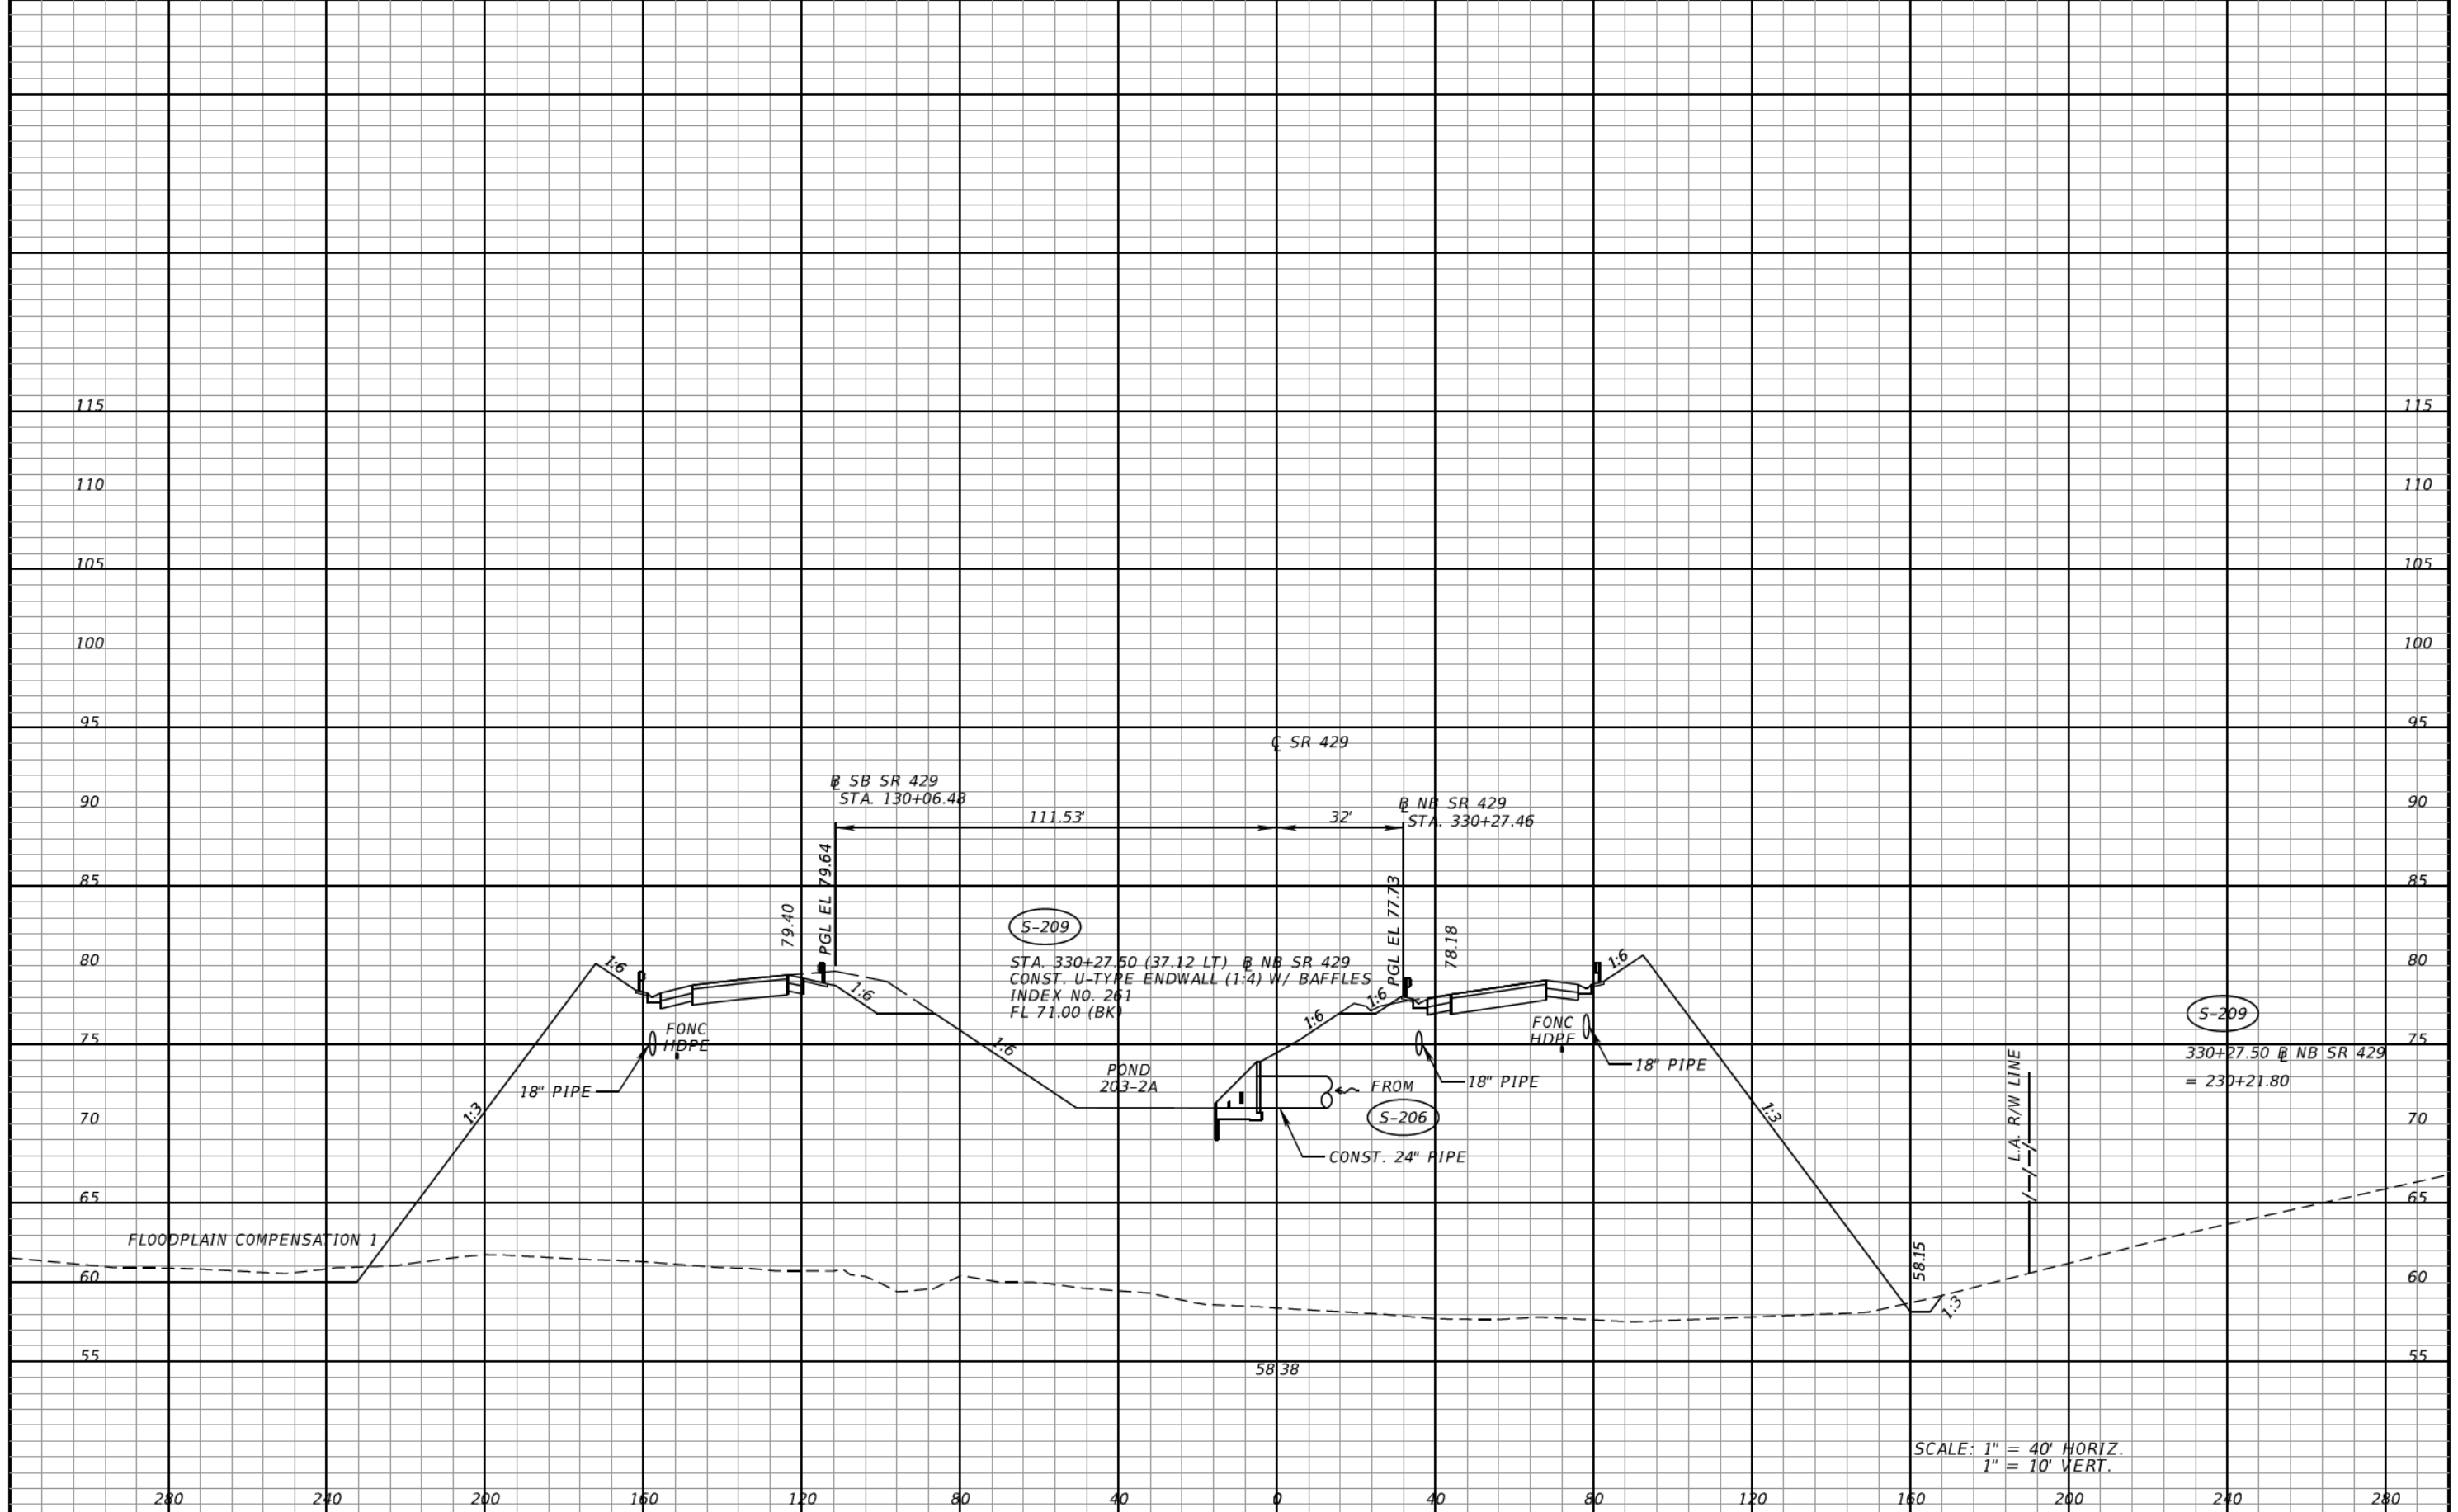 115 115
110 110
105 105
100 100
95 95
℄ SR 429
B̲L SB SR 429
STA. 130+06.48
90 90
B̲L NB SR 429
STA. 330+27.46
111.53'
32'
85 85
79.40
PGL EL 79.64
PGL EL 77.73
78.18
S-209
STA. 330+27.50 (37.12 LT) B̲L NB SR 429
CONST. U-TYPE ENDWALL (1:4) W/ BAFFLES
INDEX NO. 261
FL 71.00 (BK)
80 80
1:6
1:6
1:6
1:6
1:6
1:6
FONC
HDPE
18" PIPE
75 75
FONC
HDPE
18" PIPE
18" PIPE
S-209
330+27.50 B̲L NB SR 429
= 230+21.80
L.A. R/W LINE
POND
203-2A
FROM
S-206
CONST. 24" PIPE
1:3
1:3
70 70
65 65
FLOODPLAIN COMPENSATION 1
60 60
58.15
1:3
55 55
58.38
SCALE: 1" = 40' HORIZ.
1" = 10' VERT.
280 240 200 160 120 80 40 0 40 80 120 160 200 240 280